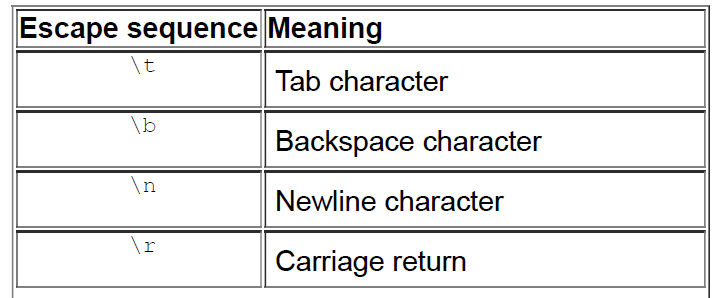 Escape sequence Meaning
\t Tab character
\b Backspace character
\n Newline character
\r Carriage return